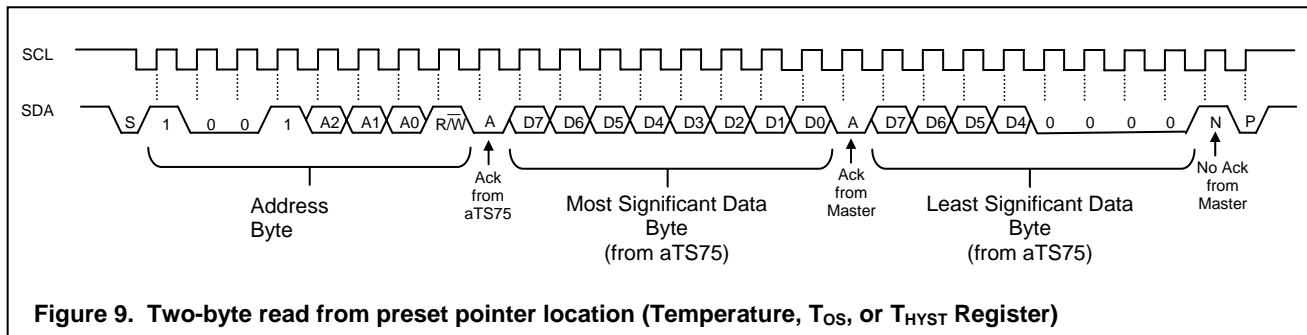 SCL
SDA
S 1 0 0 1 A2 A1 A0 R/W̅ A D7 D6 D5 D4 D3 D2 D1 D0 A D7 D6 D5 D4 0 0 0 0 N P
Address
Byte
Ack
from
aTS75
Most Significant Data
Byte
(from aTS75)
Ack
from
Master
Least Significant Data
Byte
(from aTS75)
No Ack
from
Master
Figure 9. Two-byte read from preset pointer location (Temperature, TOS, or THYST Register)